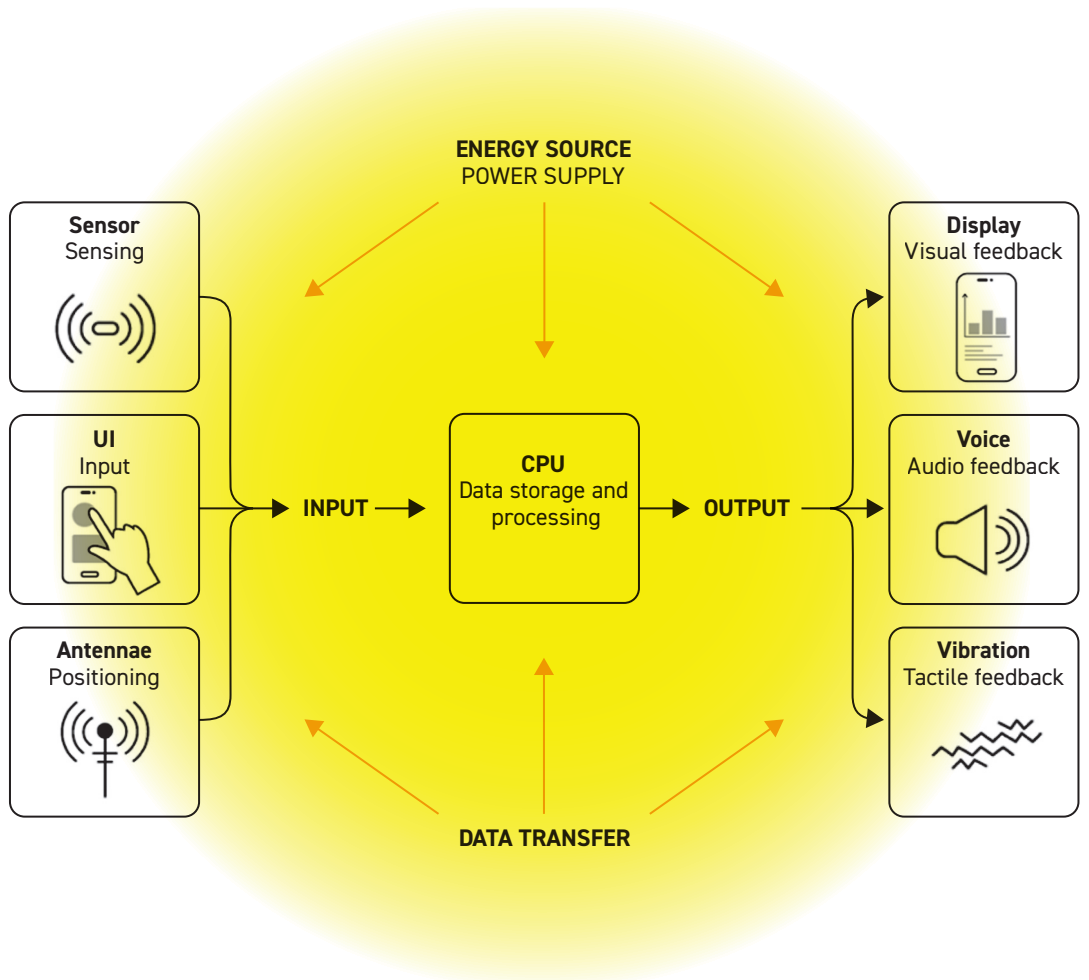 ENERGY SOURCE
POWER SUPPLY
Sensor
Sensing
UI
Input
Antennae
Positioning
INPUT
CPU
Data storage and
processing
OUTPUT
Display
Visual feedback
Voice
Audio feedback
Vibration
Tactile feedback
DATA TRANSFER